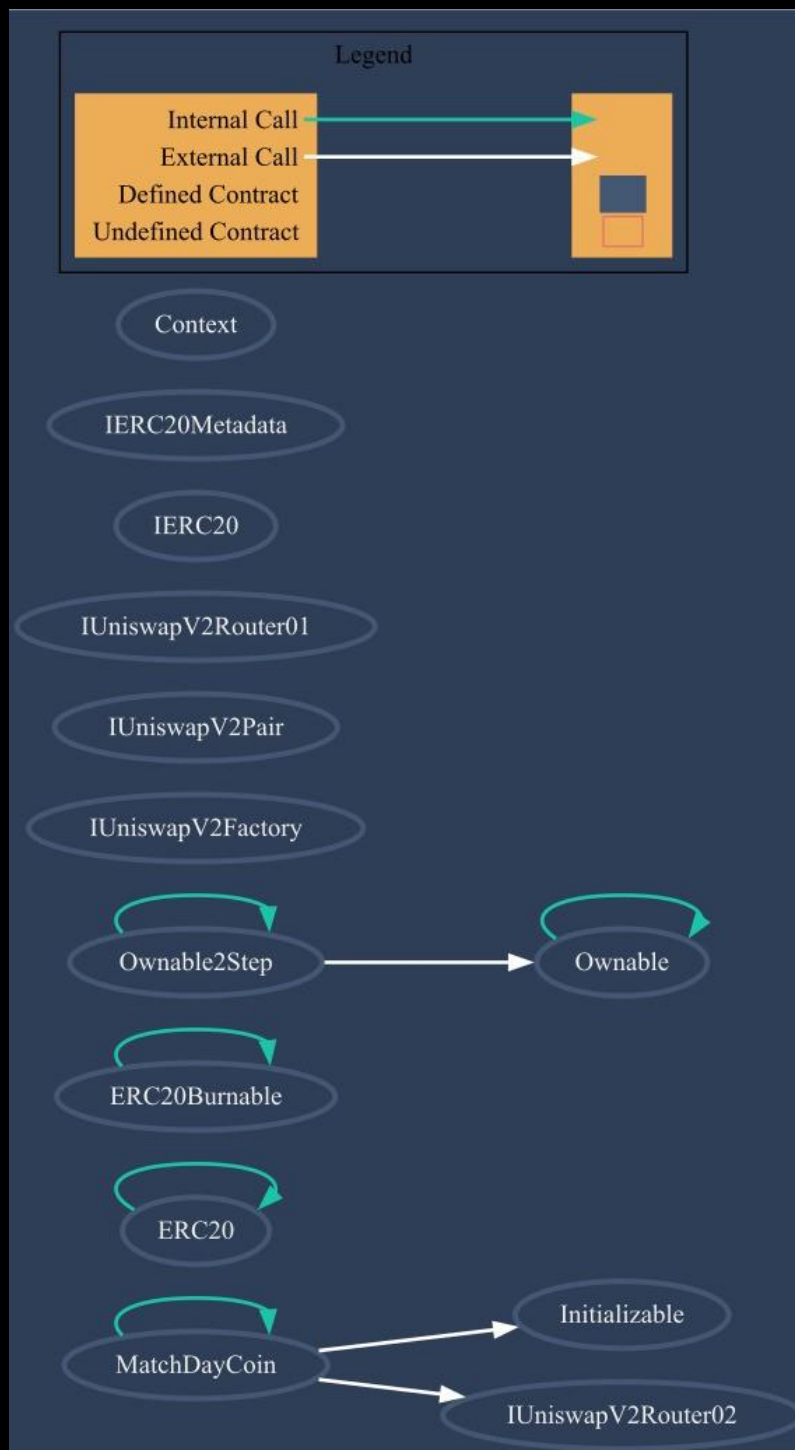 Legend
Internal Call
External Call
Defined Contract
Undefined Contract
Context
IERC20Metadata
IERC20
IUniswapV2Router01
IUniswapV2Pair
IUniswapV2Factory
Ownable2Step
Ownable
ERC20Burnable
ERC20
MatchDayCoin
Initializable
IUniswapV2Router02